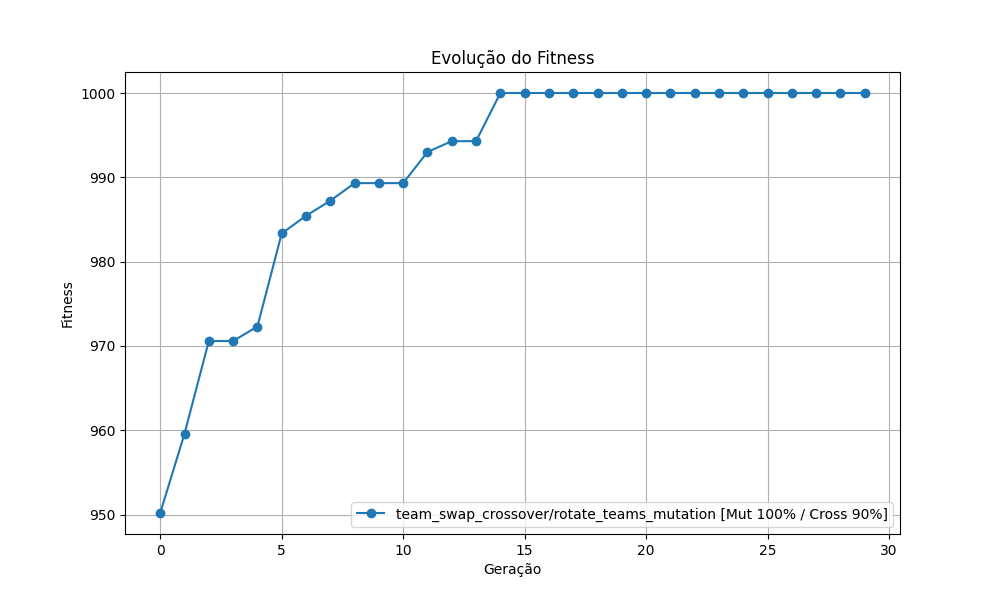 Evolução do Fitness
Fitness
1000
990
980
970
960
950
team_swap_crossover/rotate_teams_mutation [Mut 100% / Cross 90%]
0 5 10 15 20 25 30
Geração